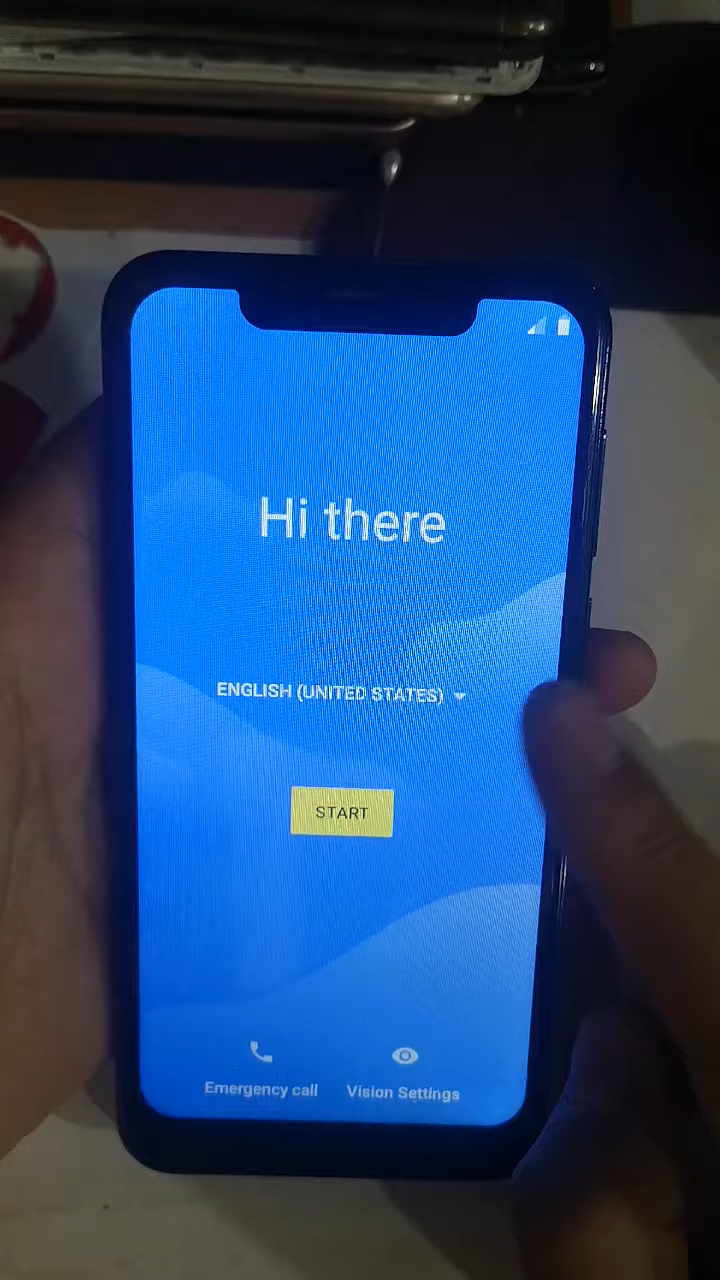 Hi there
ENGLISH (UNITED STATES)
START
Emergency call
Vision Settings